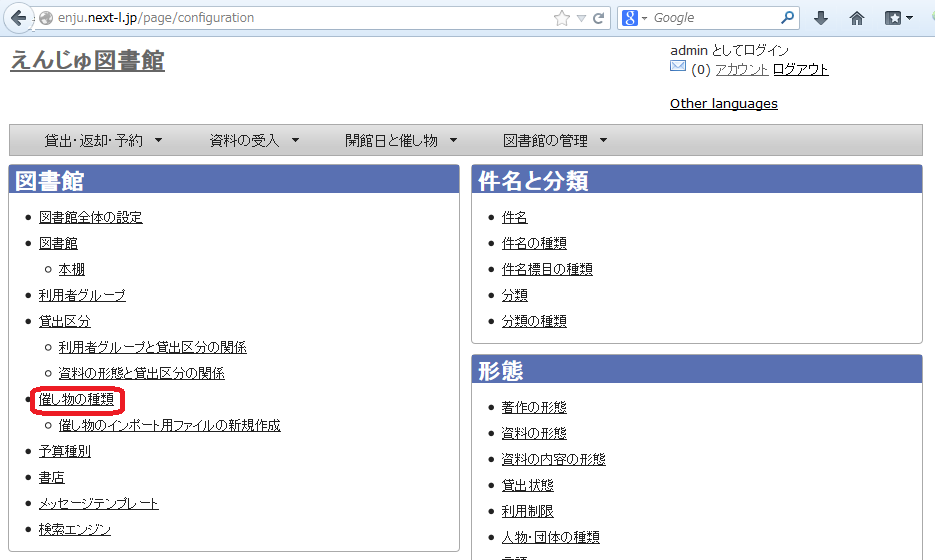 enju.next-l.jp/page/configuration
Google
えんじゅ図書館
admin としてログイン
(0) アカウント ログアウト
Other languages
貸出・返却・予約 資料の受入 開館日と催し物 図書館の管理
図書館
図書館全体の設定
図書館
本棚
利用者グループ
貸出区分
利用者グループと貸出区分の関係
資料の形態と貸出区分の関係
催し物の種類
催し物のインポート用ファイルの新規作成
予算種別
書店
メッセージテンプレート
検索エンジン
件名と分類
件名
件名の種類
件名標目の種類
分類
分類の種類
形態
著作の形態
資料の形態
資料の内容の形態
貸出状態
利用制限
人物・団体の種類